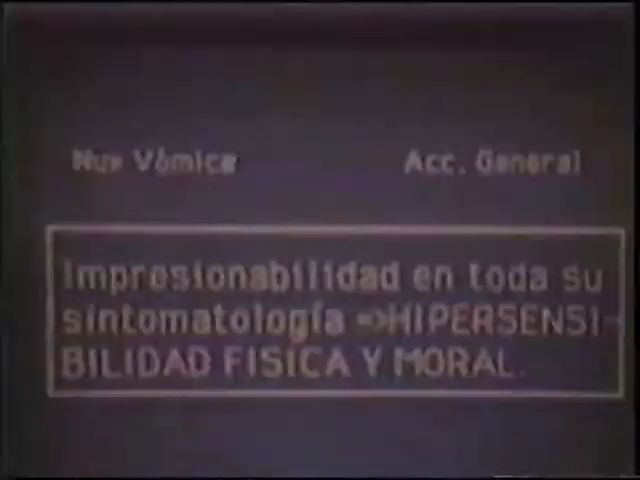 Nux Vómica Acc. General
Impresionabilidad en toda su
sintomatología =>HIPERSENSI-
BILIDAD FISICA Y MORAL.